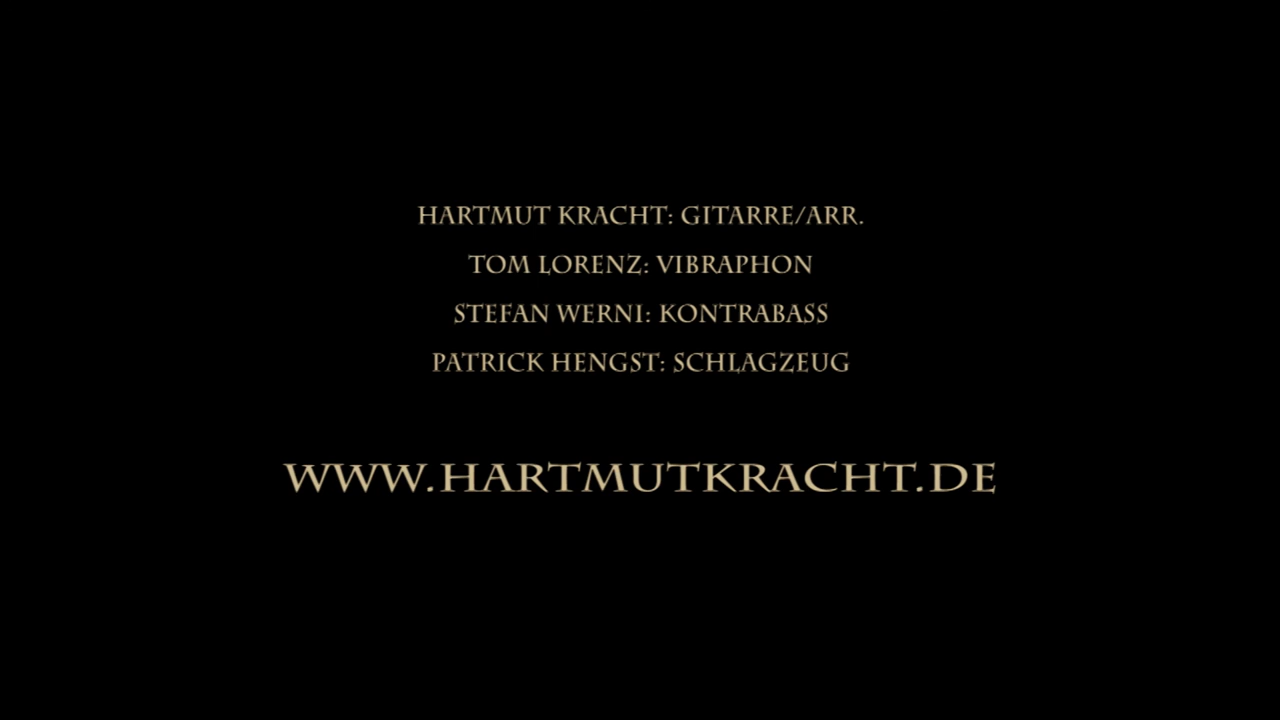 HARTMUT KRACHT: GITARRE/ARR.
TOM LORENZ: VIBRAPHON
STEFAN WERNI: KONTRABASS
PATRICK HENGST: SCHLAGZEUG
WWW.HARTMUTKRACHT.DE